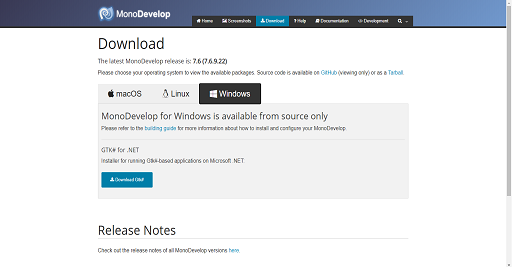 MonoDevelop
Home Screenshots Download Help Documentation Development
Download
The latest MonoDevelop release is: 7.6 (7.6.9.22)
Please choose your operating system to view the available packages. Source code is available on GitHub (viewing only) or as a Tarball.
macOS Linux Windows
MonoDevelop for Windows is available from source only
Please refer to the building guide for more information about how to install and configure your MonoDevelop.
GTK# for .NET
Installer for running Gtk#-based applications on Microsoft .NET:
Download Gtk#
Release Notes
Check out the release notes of all MonoDevelop versions here.